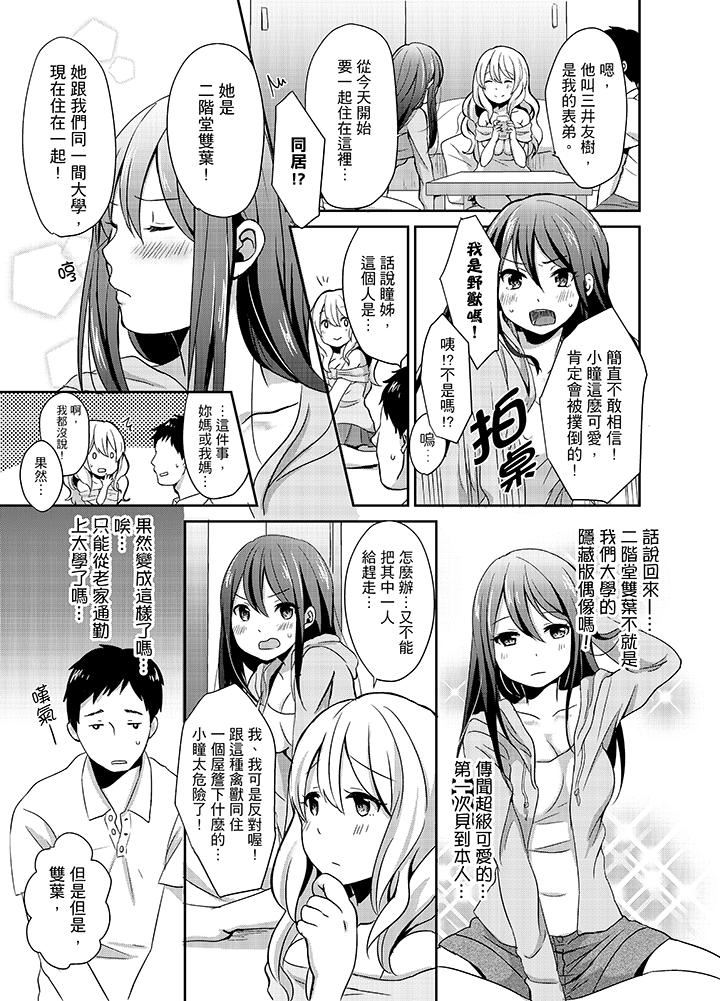 嗯，
他叫三井友樹，
是我的表弟。
從今天開始
要一起住在這裡…
同居!?
她是
二階堂雙葉！
她跟我們同一間大學，
現在住在一起！
哼
我是野獸嗎！
簡直不敢相信！
小瞳這麼可愛，
肯定會被撲倒的！
咦!?不是嗎!?
嗚…
拍桌
話說瞳姊，
這個人是…
…這件事，
妳媽或我媽…
啊，
我都沒說！
果然…
話說回來—…
二階堂雙葉不就是
我們大學的
隱藏版偶像嗎！
傳聞超級可愛的…
第一次見到本人…
怎麼辦…又不能
把其中一人
給趕走…
我、我可是反對喔！
跟這種禽獸同住
一個屋簷下什麼的…
小瞳太危險了！
果然變成這樣了嗎…
唉…
只能從老家通勤
上大學了嗎…
嘆氣—
但是但是，
雙葉，